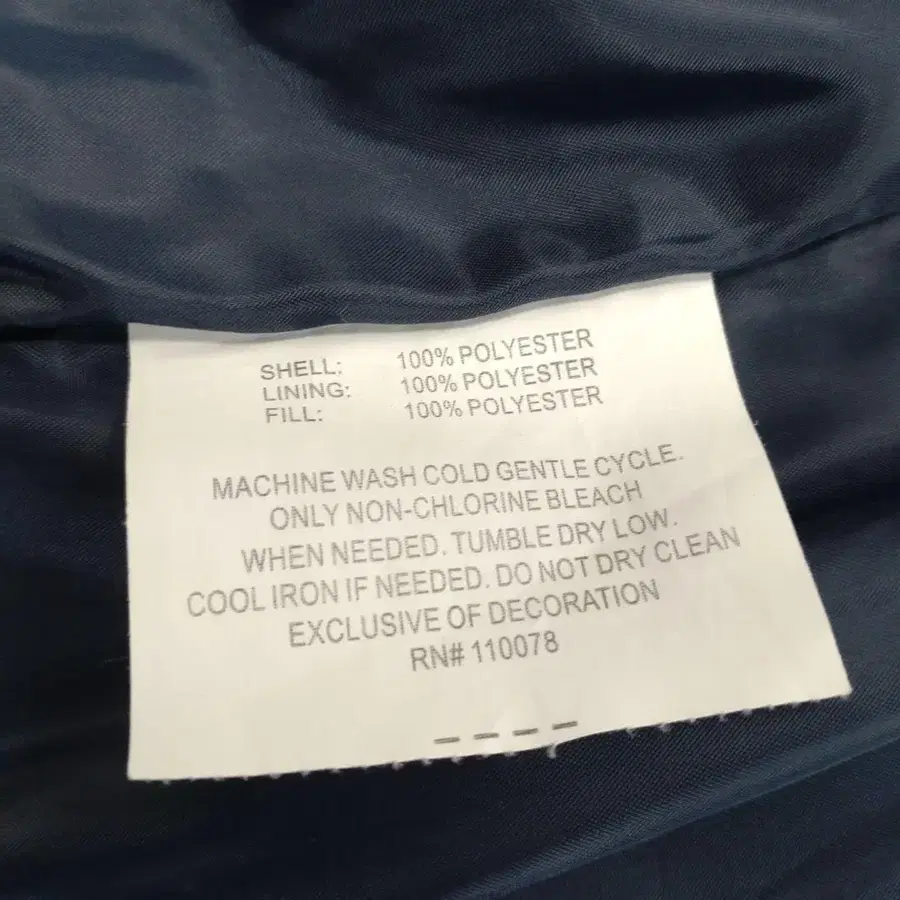 SHELL: 100% POLYESTER
LINING: 100% POLYESTER
FILL: 100% POLYESTER
MACHINE WASH COLD GENTLE CYCLE.
ONLY NON-CHLORINE BLEACH
WHEN NEEDED. TUMBLE DRY LOW.
COOL IRON IF NEEDED. DO NOT DRY CLEAN
EXCLUSIVE OF DECORATION
RN# 110078